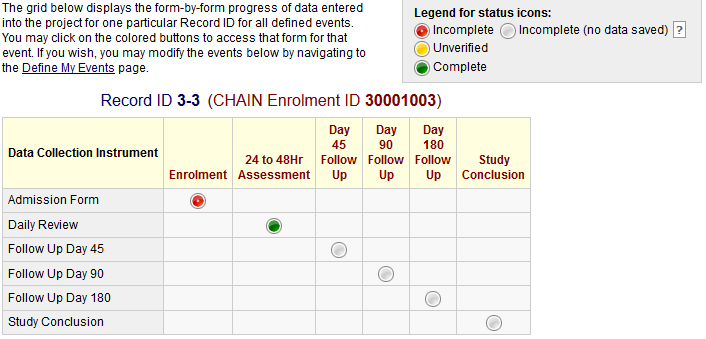 The grid below displays the form-by-form progress of data entered
into the project for one particular Record ID for all defined events.
You may click on the colored buttons to access that form for that
event. If you wish, you may modify the events below by navigating to
the Define My Events page.
Legend for status icons:
Incomplete Incomplete (no data saved) ?
Unverified
Complete
Record ID 3-3 (CHAIN Enrolment ID 30001003)
Data Collection Instrument
Enrolment
24 to 48Hr
Assessment
Day
45
Follow
Up
Day
90
Follow
Up
Day
180
Follow
Up
Study
Conclusion
Admission Form
Daily Review
Follow Up Day 45
Follow Up Day 90
Follow Up Day 180
Study Conclusion